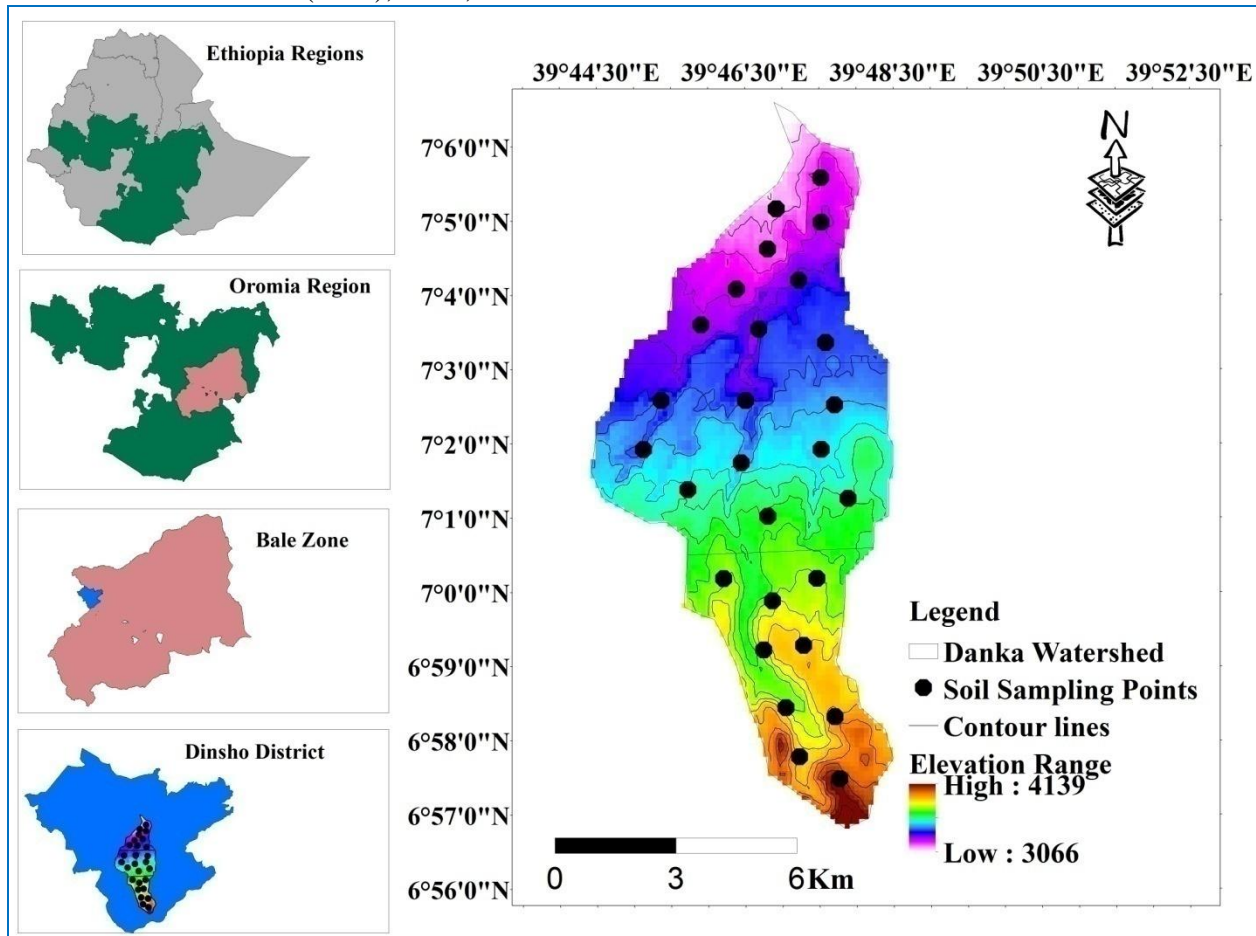 Ethiopia Regions
Oromia Region
Bale Zone
Dinsho District
39°44'30"E 39°46'30"E 39°48'30"E 39°50'30"E 39°52'30"E
7°6'0"N
7°5'0"N
7°4'0"N
7°3'0"N
7°2'0"N
7°1'0"N
7°0'0"N
6°59'0"N
6°58'0"N
6°57'0"N
6°56'0"N
N
Legend
Danka Watershed
Soil Sampling Points
Contour lines
Elevation Range
High : 4139
Low : 3066
0 3 6 Km